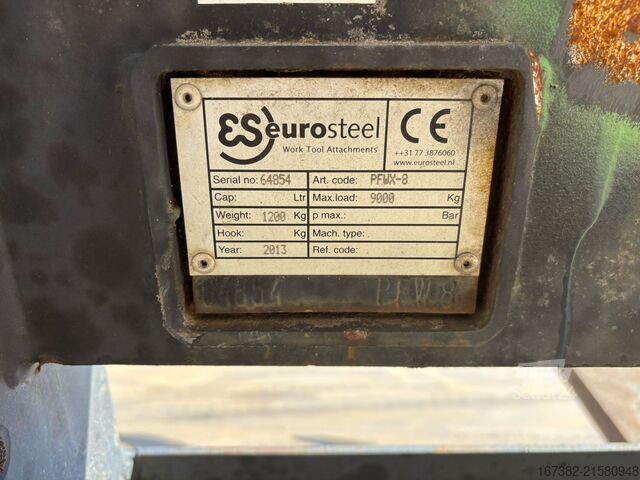 ES eurosteel
Work Tool Attachments
CE
++31 77 3876060
www.eurosteel.nl
Serial no: 64854 Art. code: PFWX-8
Cap: Ltr Max.load: 9000 Kg
Weight: 1200 Kg p max.: Bar
Hook: Kg Mach. type:
Year: 2013 Ref. code:
64854
167382-21580948